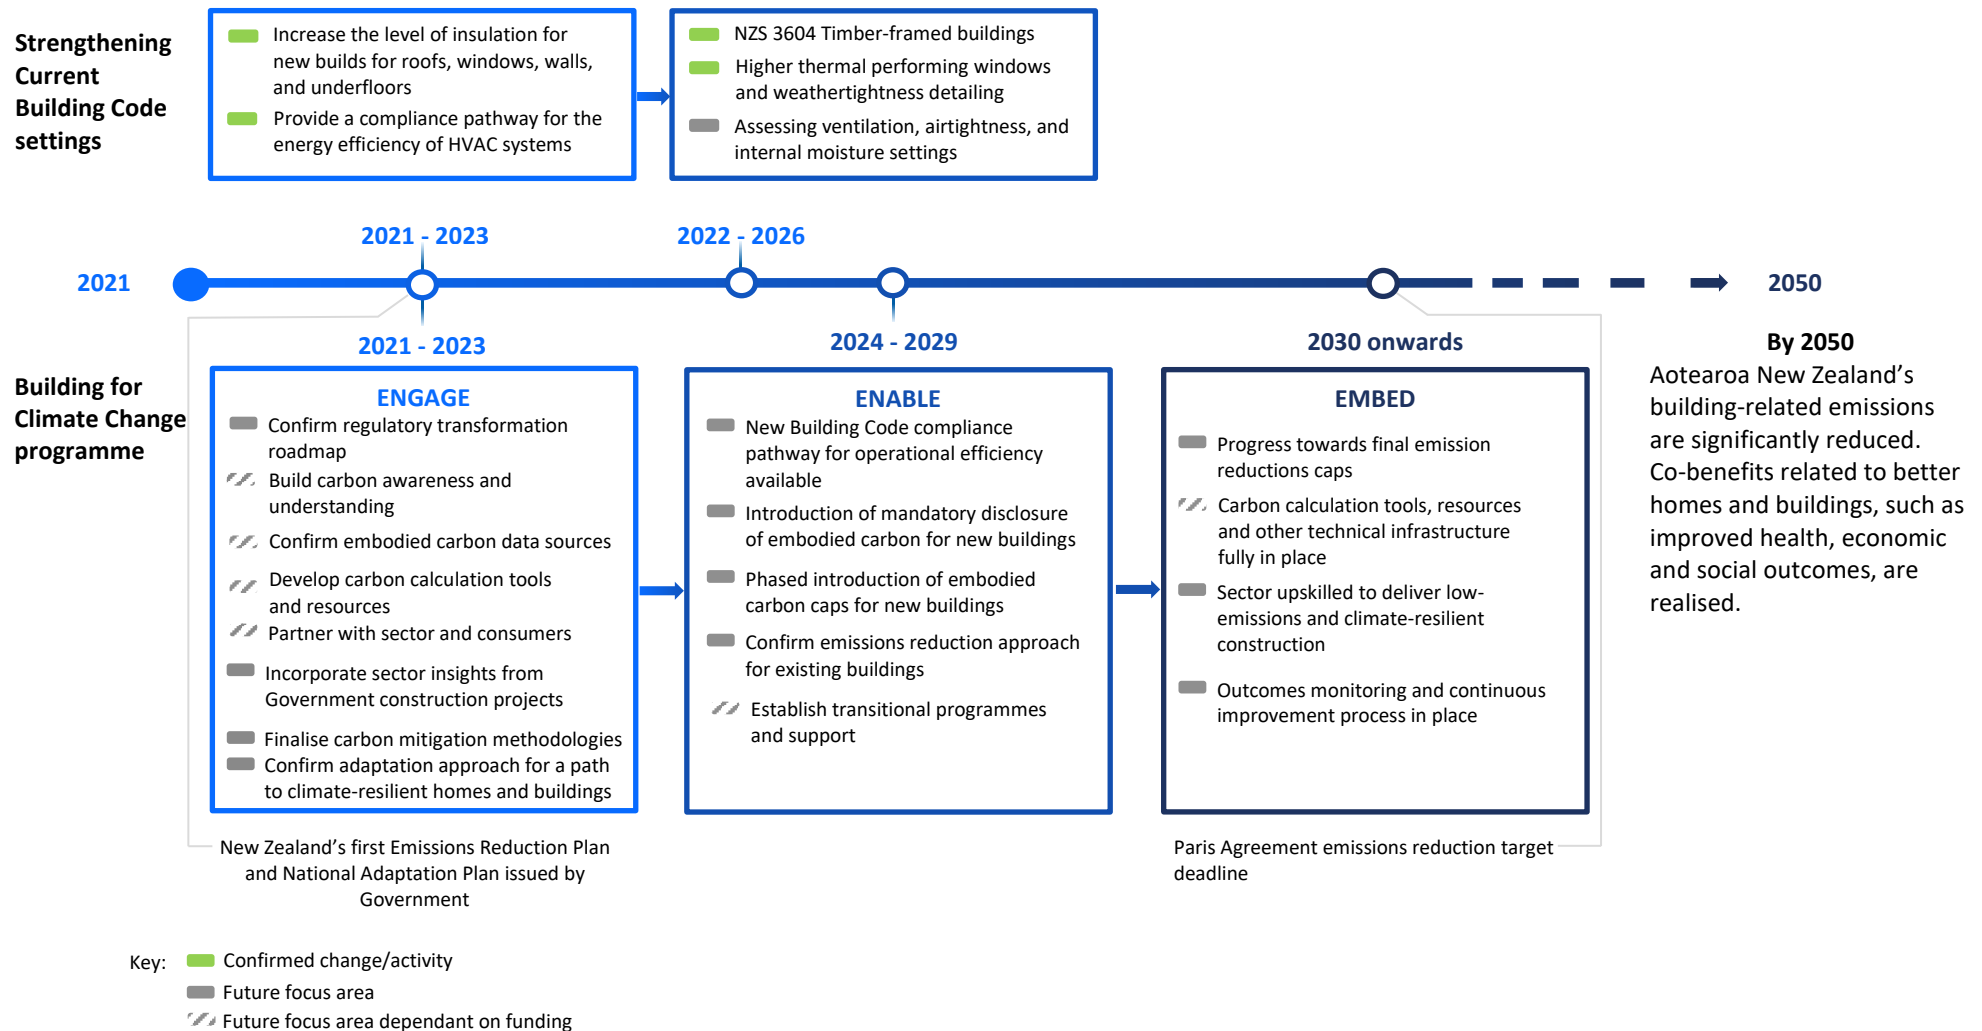 Strengthening
Current
Building Code
settings
Increase the level of insulation for
new builds for roofs, windows, walls,
and underfloors
Provide a compliance pathway for the
energy efficiency of HVAC systems
NZS 3604 Timber-framed buildings
Higher thermal performing windows
and weathertightness detailing
Assessing ventilation, airtightness, and
internal moisture settings
2021 - 2023
2022 - 2026
2021
2050
2021 - 2023
2024 - 2029
2030 onwards
Building for
Climate Change
programme
ENGAGE
Confirm regulatory transformation
roadmap
Build carbon awareness and
understanding
Confirm embodied carbon data sources
Develop carbon calculation tools
and resources
Partner with sector and consumers
Incorporate sector insights from
Government construction projects
Finalise carbon mitigation methodologies
Confirm adaptation approach for a path
to climate-resilient homes and buildings
ENABLE
New Building Code compliance
pathway for operational efficiency
available
Introduction of mandatory disclosure
of embodied carbon for new buildings
Phased introduction of embodied
carbon caps for new buildings
Confirm emissions reduction approach
for existing buildings
Establish transitional programmes
and support
EMBED
Progress towards final emission
reductions caps
Carbon calculation tools, resources
and other technical infrastructure
fully in place
Sector upskilled to deliver low-
emissions and climate-resilient
construction
Outcomes monitoring and continuous
improvement process in place
By 2050
Aotearoa New Zealand’s
building-related emissions
are significantly reduced.
Co-benefits related to better
homes and buildings, such as
improved health, economic
and social outcomes, are
realised.
New Zealand’s first Emissions Reduction Plan
and National Adaptation Plan issued by
Government
Paris Agreement emissions reduction target
deadline
Key:
Confirmed change/activity
Future focus area
Future focus area dependant on funding